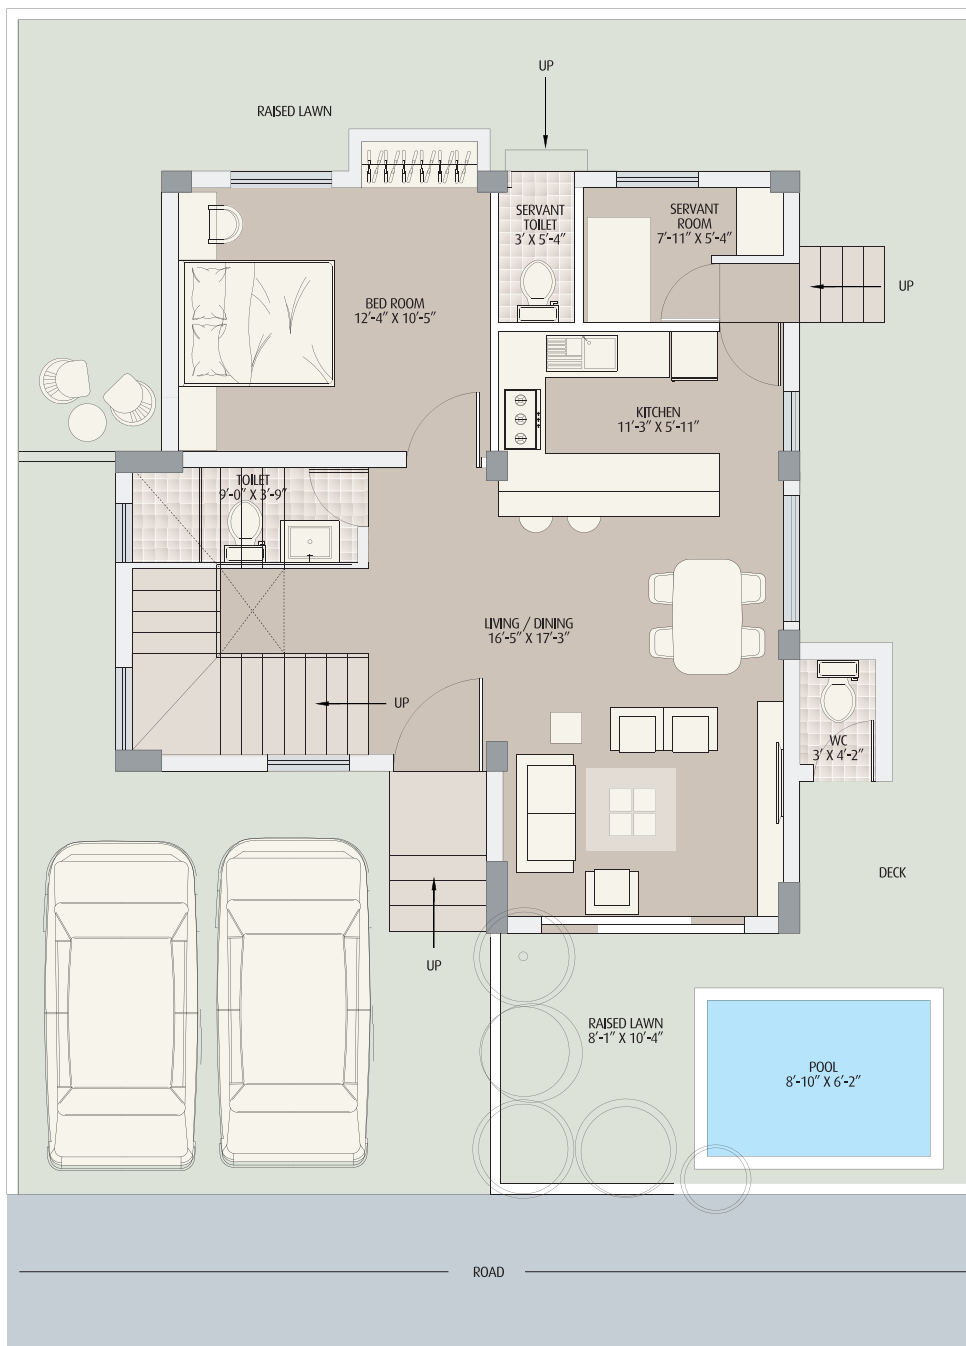 UP
RAISED LAWN
SERVANT
TOILET
3' X 5'-4"
SERVANT
ROOM
7'-11" X 5'-4"
UP
BED ROOM
12'-4" X 10'-5"
KITCHEN
11'-3" X 5'-11"
TOILET
9'-0" X 3'-9"
LIVING / DINING
16'-5" X 17'-3"
UP
WC
3' X 4'-2"
DECK
UP
RAISED LAWN
8'-1" X 10'-4"
POOL
8'-10" X 6'-2"
ROAD